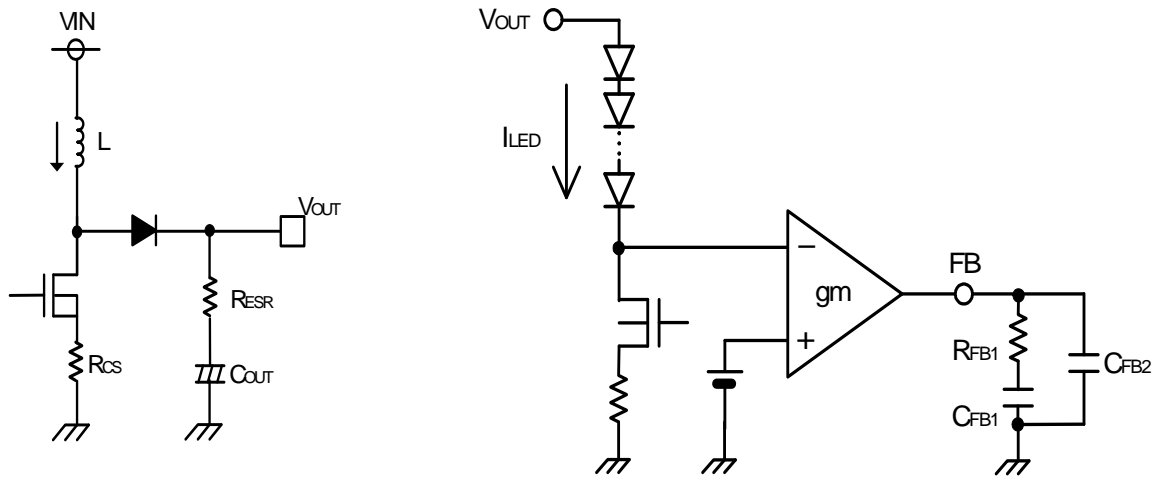 VIN
L
VOUT
RESR
RCS
COUT
VOUT
ILED
−
gm
+
FB
RFB1
CFB2
CFB1